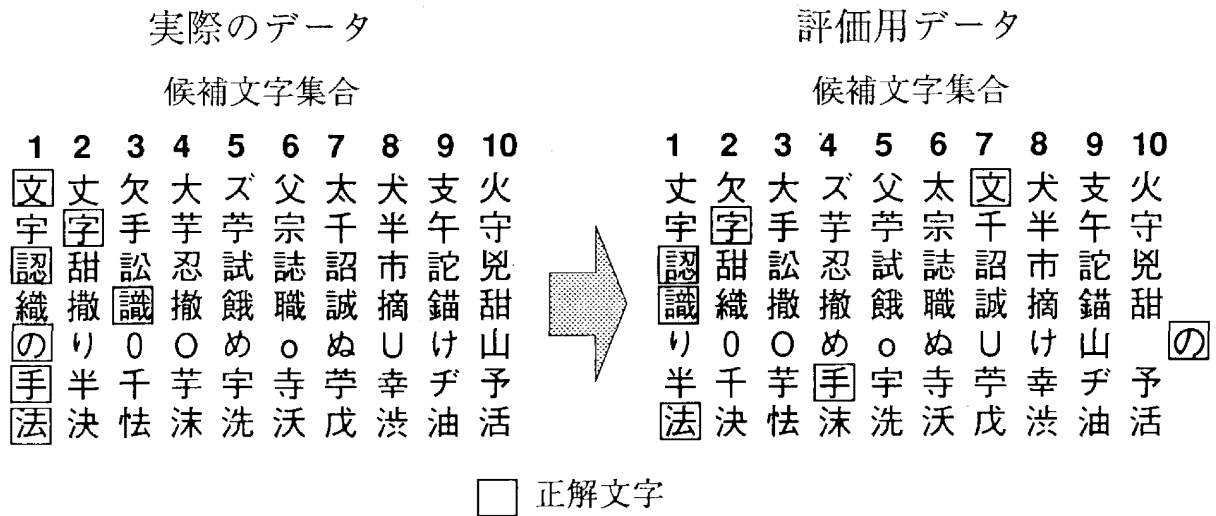 実際のデータ
候補文字集合
1 2 3 4 5 6 7 8 9 10
文 丈 欠 大 ズ 父 太 犬 支 火
宇 字 手 芋 苧 宗 千 半 午 守
認 甜 訟 忍 試 誌 詔 市 詑 兇
織 撒 識 撤 餓 職 誠 摘 錨 甜
の り 0 O め o ぬ U け 山
手 半 千 芋 宇 寺 苧 幸 ヂ 予
法 決 怯 沫 洗 沃 戊 渋 油 活
評価用データ
候補文字集合
1 2 3 4 5 6 7 8 9 10
丈 欠 大 ズ 父 太 文 犬 支 火
宇 字 手 芋 苧 宗 千 半 午 守
認 甜 訟 忍 試 誌 詔 市 詑 兇
識 織 撒 撤 餓 職 誠 摘 錨 甜
り 0 O め o ぬ U け 山 の
半 千 芋 手 宇 寺 苧 幸 ヂ 予
法 決 怯 沫 洗 沃 戊 渋 油 活
正解文字